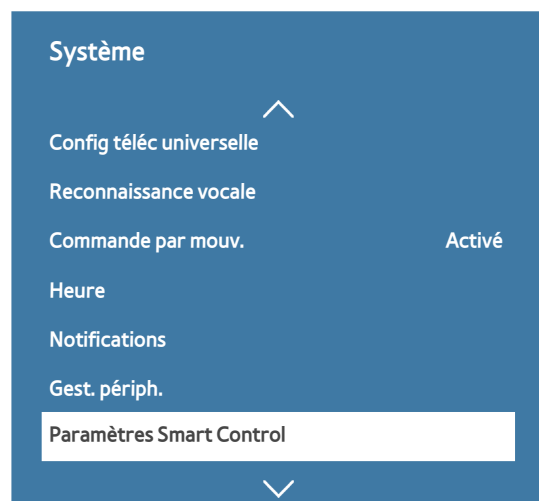 Système
Config téléc universelle
Reconnaissance vocale
Commande par mouv. Activé
Heure
Notifications
Gest. périph.
Paramètres Smart Control